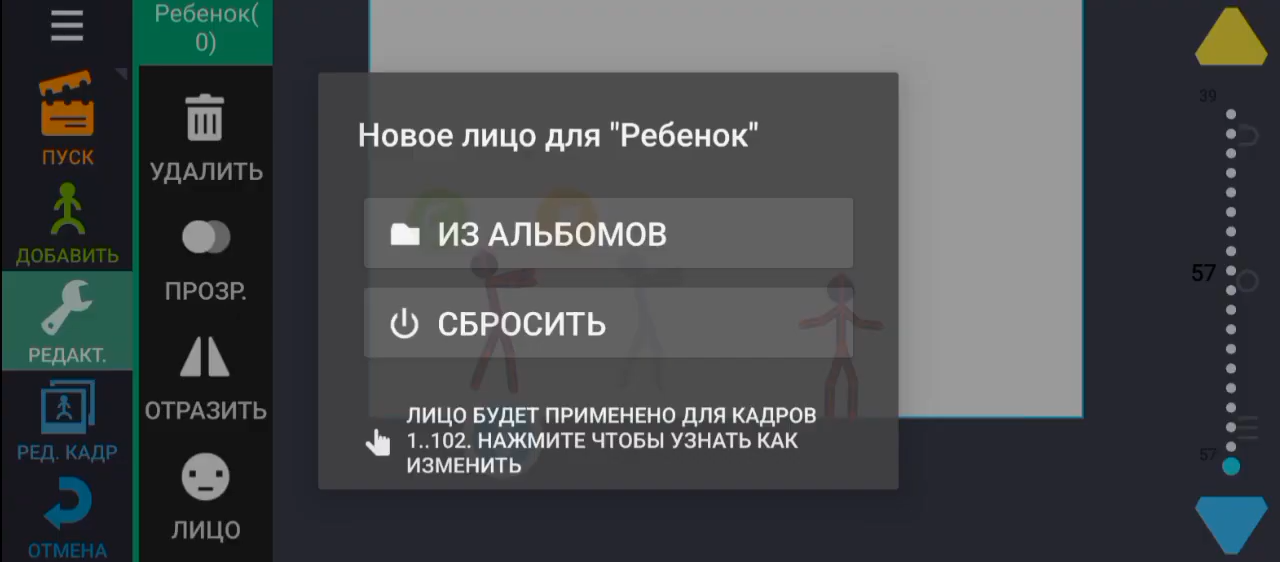 Ребенок(
0)
ПУСК
ДОБАВИТЬ
РЕДАКТ.
РЕД. КАДР
ОТМЕНА
УДАЛИТЬ
ПРОЗР.
ОТРАЗИТЬ
ЛИЦО
Новое лицо для "Ребенок"
ИЗ АЛЬБОМОВ
СБРОСИТЬ
ЛИЦО БУДЕТ ПРИМЕНЕНО ДЛЯ КАДРОВ
1..102. НАЖМИТЕ ЧТОБЫ УЗНАТЬ КАК
ИЗМЕНИТЬ
39
57
57